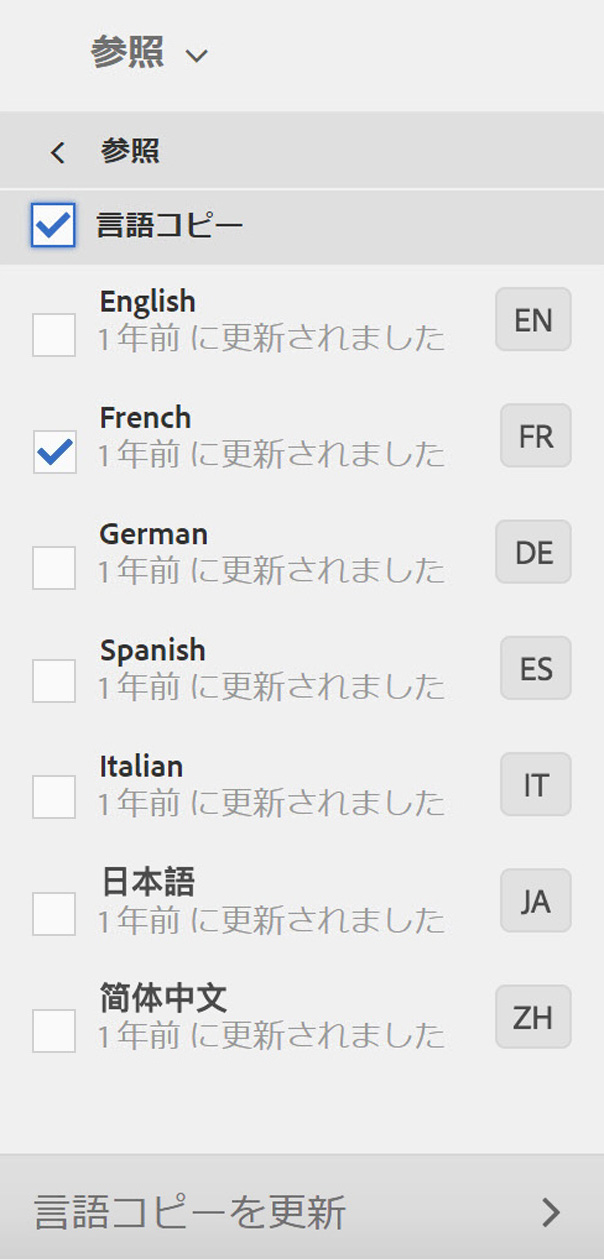 参照
参照
言語コピー
English
1 年前 に更新されました
EN
French
1 年前 に更新されました
FR
German
1 年前 に更新されました
DE
Spanish
1 年前 に更新されました
ES
Italian
1 年前 に更新されました
IT
日本語
1 年前 に更新されました
JA
简体中文
1 年前 に更新されました
ZH
言語コピーを更新